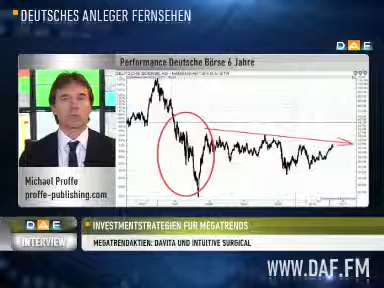 DEUTSCHES ANLEGER FERNSEHEN
DAF
Performance Deutsche Börse 6 Jahre
Michael Proffe
proffe-publishing.com
DAF
INTERVIEW
INVESTMENTSTRATEGIEN FÜR MEGATRENDS
MEGATRENDAKTIEN: DAVITA UND INTUITIVE SURGICAL
WWW.DAF.FM